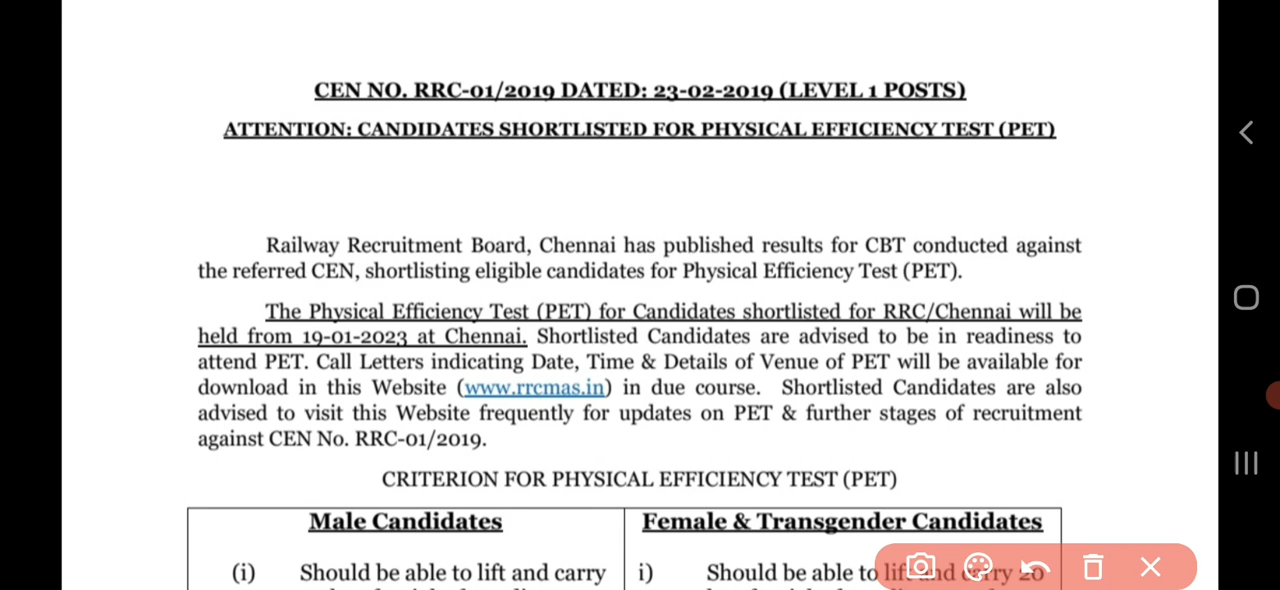 CEN NO. RRC-01/2019 DATED: 23-02-2019 (LEVEL 1 POSTS)
ATTENTION: CANDIDATES SHORTLISTED FOR PHYSICAL EFFICIENCY TEST (PET)
Railway Recruitment Board, Chennai has published results for CBT conducted against
the referred CEN, shortlisting eligible candidates for Physical Efficiency Test (PET).
The Physical Efficiency Test (PET) for Candidates shortlisted for RRC/Chennai will be
held from 19-01-2023 at Chennai. Shortlisted Candidates are advised to be in readiness to
attend PET. Call Letters indicating Date, Time & Details of Venue of PET will be available for
download in this Website (www.rrcmas.in) in due course. Shortlisted Candidates are also
advised to visit this Website frequently for updates on PET & further stages of recruitment
against CEN No. RRC-01/2019.
CRITERION FOR PHYSICAL EFFICIENCY TEST (PET)
Male Candidates
Female & Transgender Candidates
(i) Should be able to lift and carry
i) Should be able to lift and carry 20